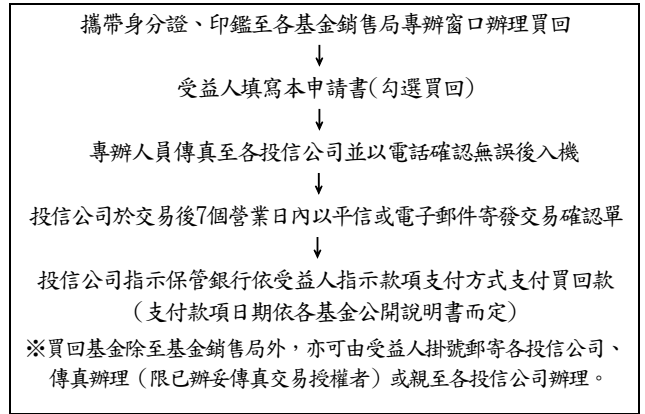 攜帶身分證、印鑑至各基金銷售局專辦窗口辦理買回
↓
受益人填寫本申請書(勾選買回)
↓
專辦人員傳真至各投信公司並以電話確認無誤後入機
↓
投信公司於交易後7個營業日內以平信或電子郵件寄發交易確認單
↓
投信公司指示保管銀行依受益人指示款項支付方式支付買回款
（支付款項日期依各基金公開說明書而定）
※買回基金除至基金銷售局外，亦可由受益人掛號郵寄各投信公司、
傳真辦理（限已辦妥傳真交易授權者）或親至各投信公司辦理。